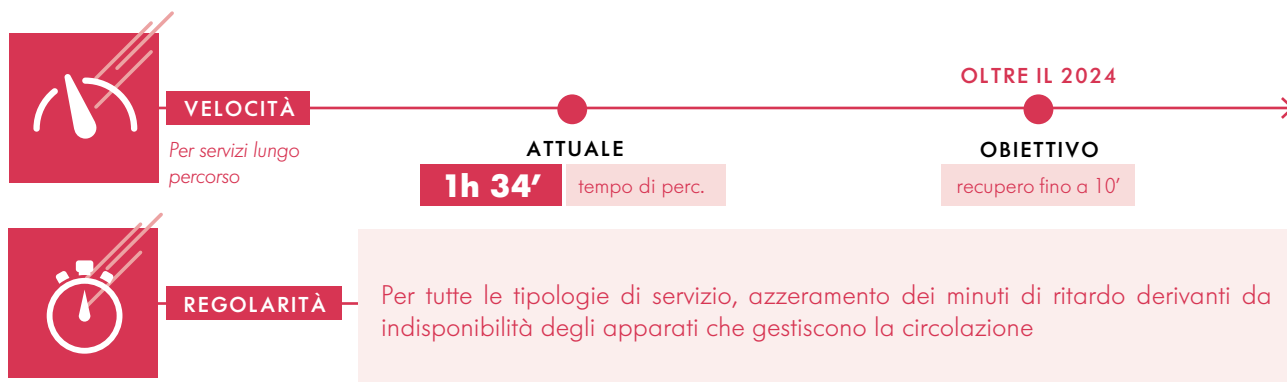 OLTRE IL 2024
VELOCITÀ
Per servizi lungo
percorso
ATTUALE
1h 34’
tempo di perc.
OBIETTIVO
recupero fino a 10’
REGOLARITÀ
Per tutte le tipologie di servizio, azzeramento dei minuti di ritardo derivanti da
indisponibilità degli apparati che gestiscono la circolazione